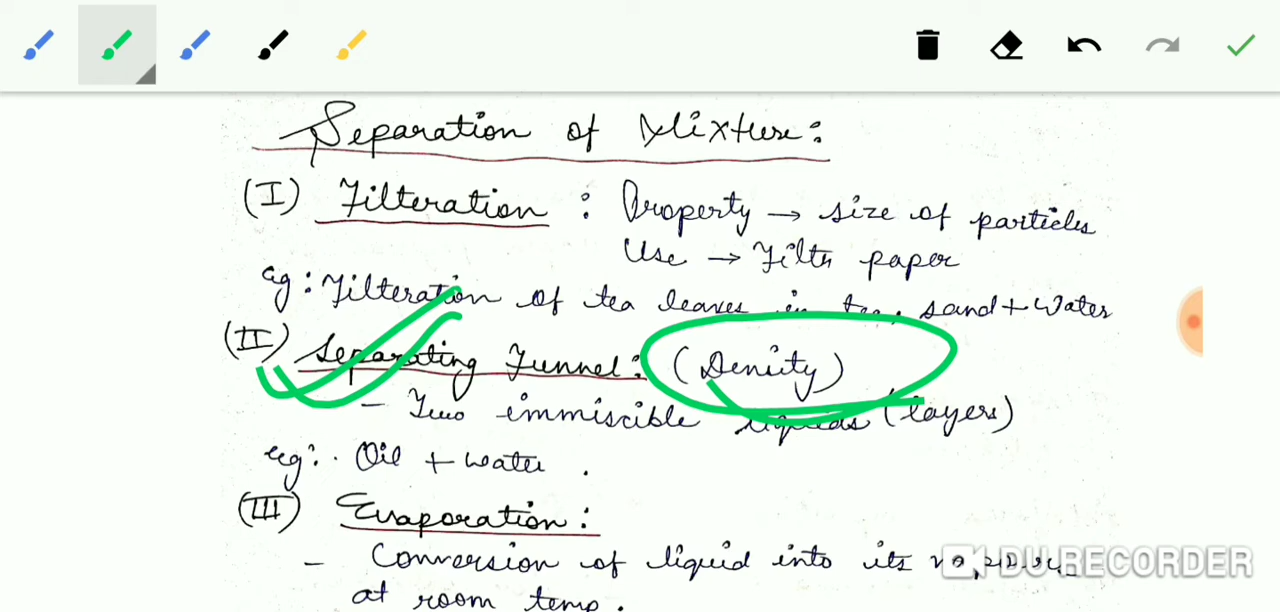 Separation of Mixture:
(I) Filteration : Property → size of particles
Use → Filter paper
eg: Filteration of tea leaves in tea, sand + water
(II) Separating Funnel: (Density)
- Two immiscible liquids (layers)
eg:. Oil + water .
(III) Evaporation:
- Conversion of liquid into its vapours
at room temp.
DU RECORDER